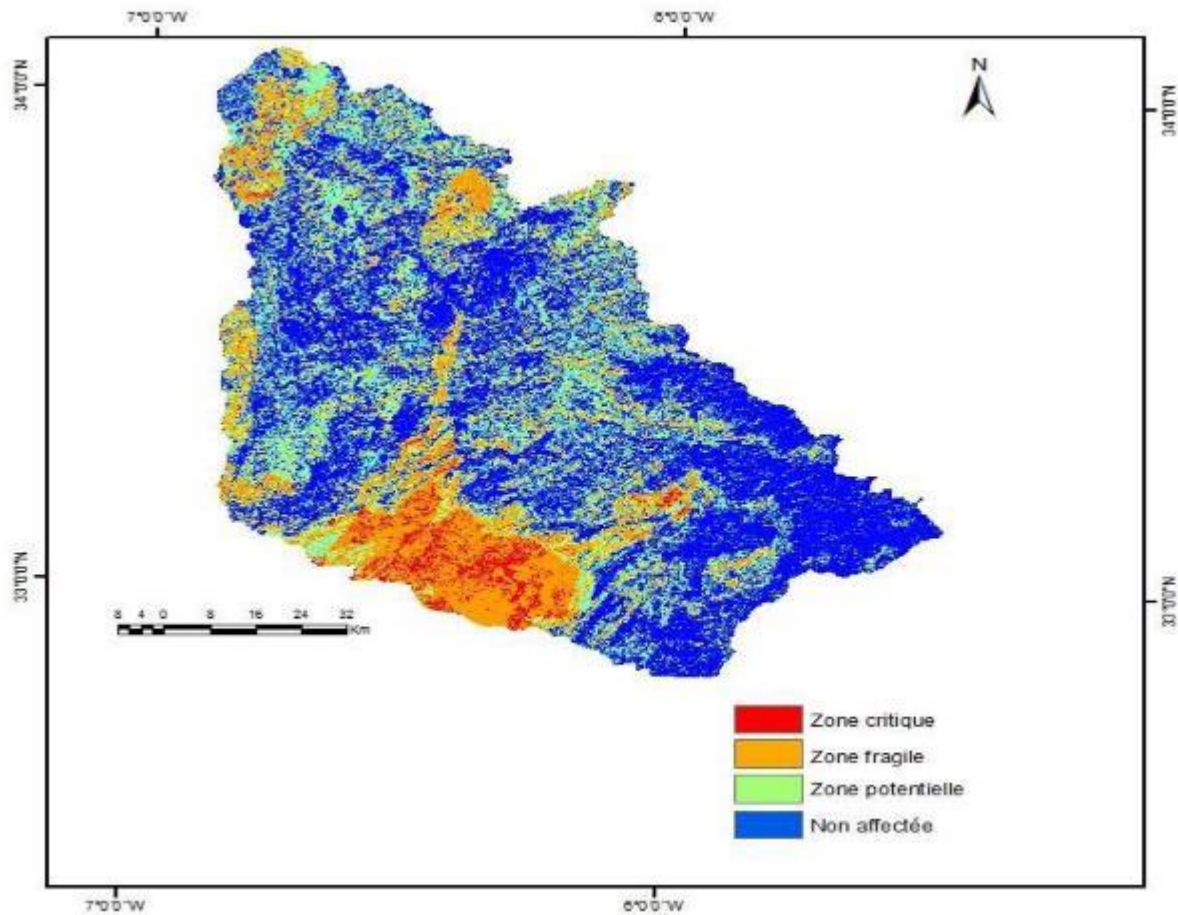 7°0'0"W 6°0'0"W
34°0'0"N
N
34°0'0"N
33°0'0"N
33°0'0"N
8 4 0 8 16 24 32
Km
Zone critique
Zone fragile
Zone potentielle
Non affectée
7°0'0"W 6°0'0"W